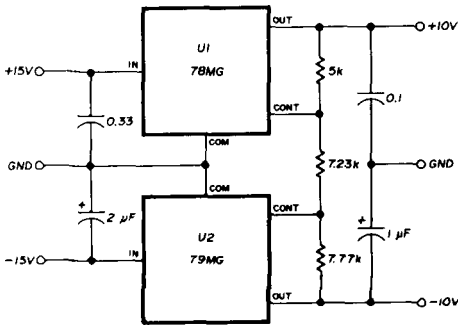 OUT
+10V
U1
78MG
+15V
IN
5k
0.33
CONT
0.1
COM
GND
7.23k
GND
COM
+
2 µF
CONT
U2
79MG
+
1 µF
-15V
IN
7.77k
OUT
-10V